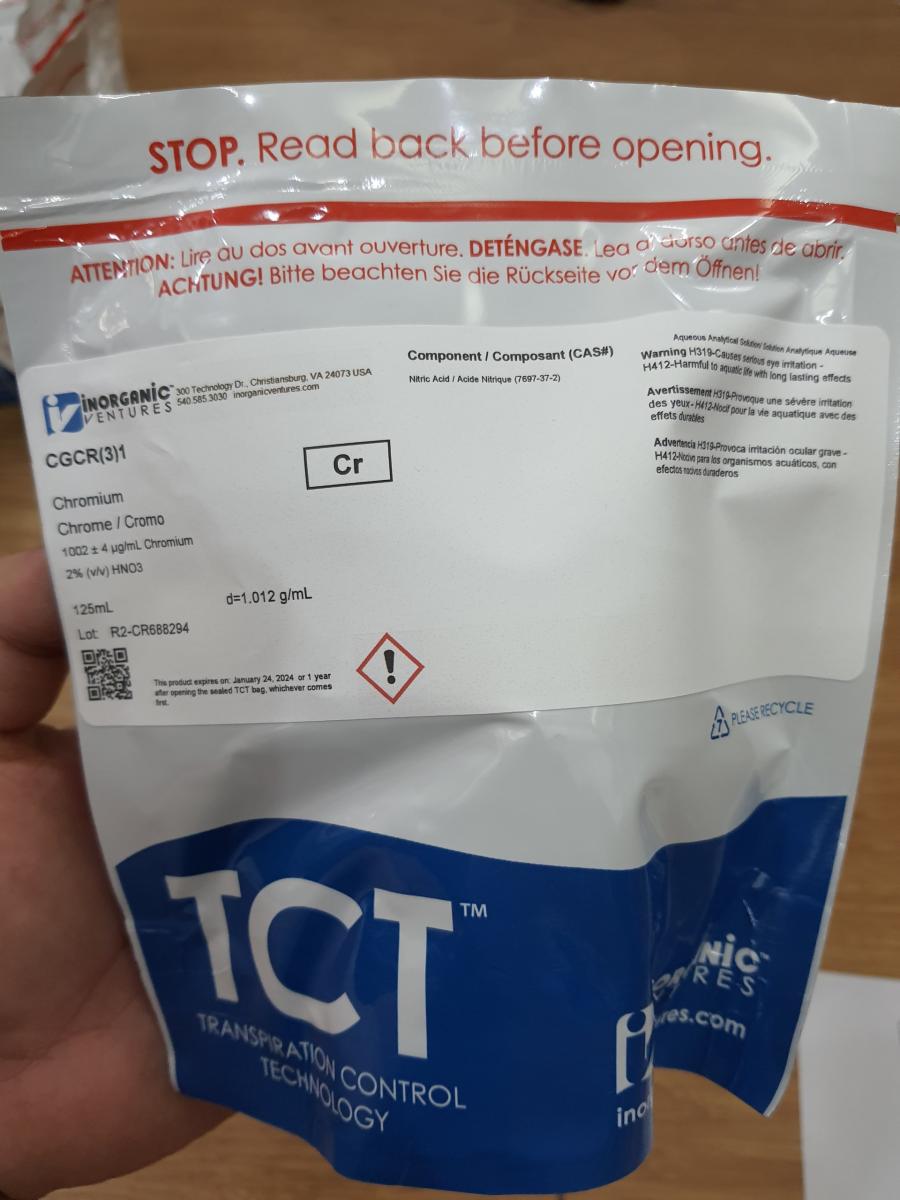 STOP. Read back before opening.
ATTENTION: Lire au dos avant ouverture. DETÉNGASE. Lea al dorso antes de abrir.
ACHTUNG! Bitte beachten Sie die Rückseite vor dem Öffnen!
INORGANIC™
VENTURES
300 Technology Dr., Christiansburg, VA 24073 USA
540.585.3030 inorganicventures.com
Component / Composant (CAS#)
Nitric Acid / Acide Nitrique (7697-37-2)
Aqueous Analytical Solution/ Solution Analytique Aqueuse
Warning H319-Causes serious eye irritation -
H412-Harmful to aquatic life with long lasting effects
Avertissement H319-Provoque une sévère irritation
des yeux - H412-Nocif pour la vie aquatique avec des
effets durables
Advertencia H319-Provoca irritación ocular grave -
H412-Nocivo para los organismos acuáticos, con
efectos nocivos duraderos
CGCR(3)1
Cr
Chromium
Chrome / Cromo
1002 ± 4 µg/mL Chromium
2% (v/v) HNO3
125mL
d=1.012 g/mL
Lot: R2-CR688294
This product expires on: January 24, 2024 or 1 year
after opening the sealed TCT bag, whichever comes
first.
7
PLEASE RECYCLE
TCT™
TRANSPIRATION CONTROL
TECHNOLOGY